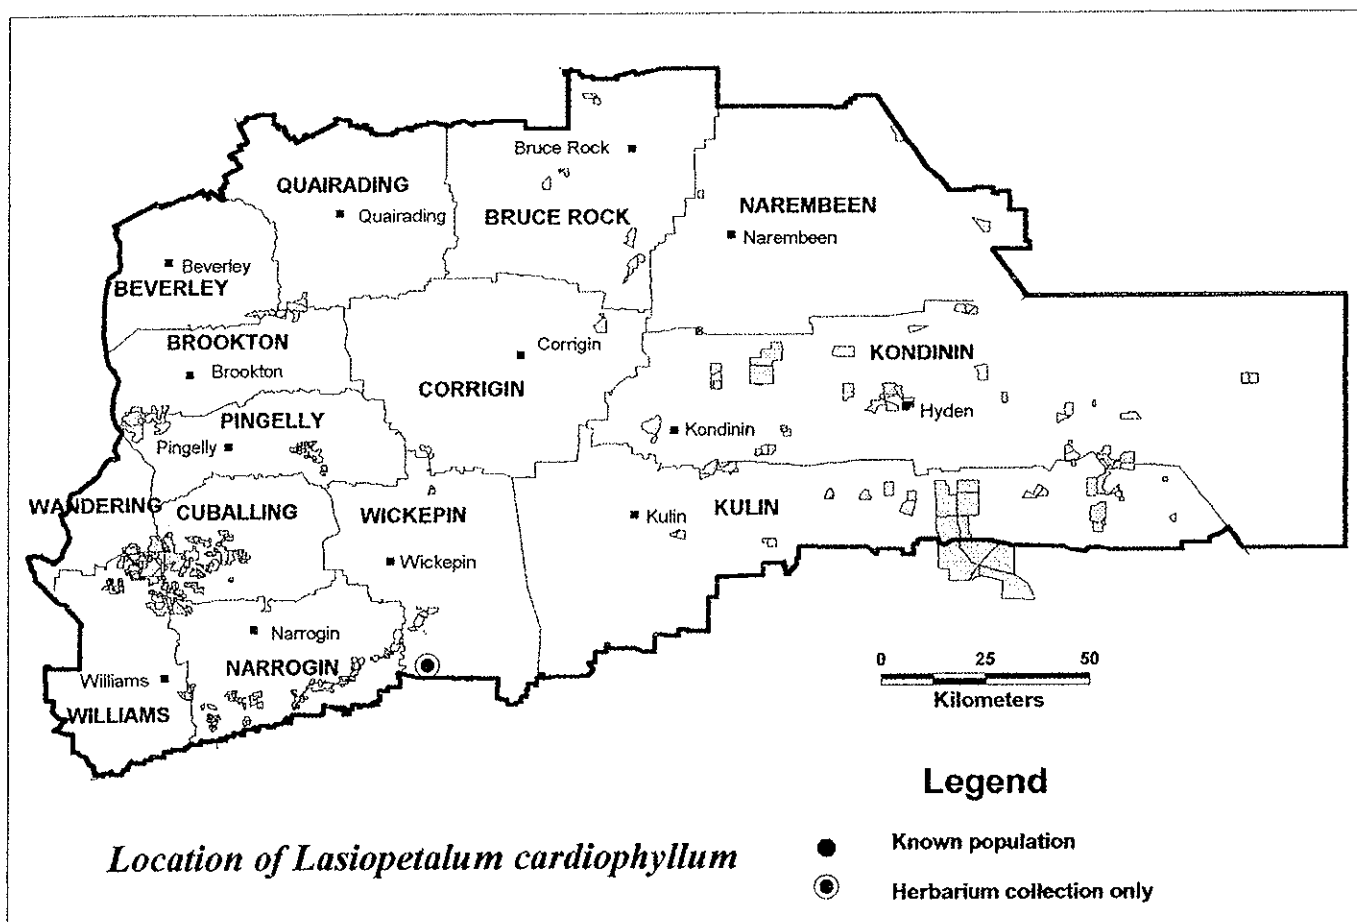 Bruce Rock
QUAIRADING
Quairading
BRUCE ROCK
NAREMBEEN
Narembeen
Beverley
BEVERLEY
BROOKTON
Brookton
Corrigin
CORRIGIN
KONDININ
Hyden
PINGELLY
Pingelly
Kondinin
WANDERING
CUBALLING
WICKEPIN
Kulin
KULIN
Wickepin
Narrogin
NARROGIN
Williams
WILLIAMS
0 25 50
Kilometers
Legend
Known population
Herbarium collection only
Location of Lasiopetalum cardiophyllum